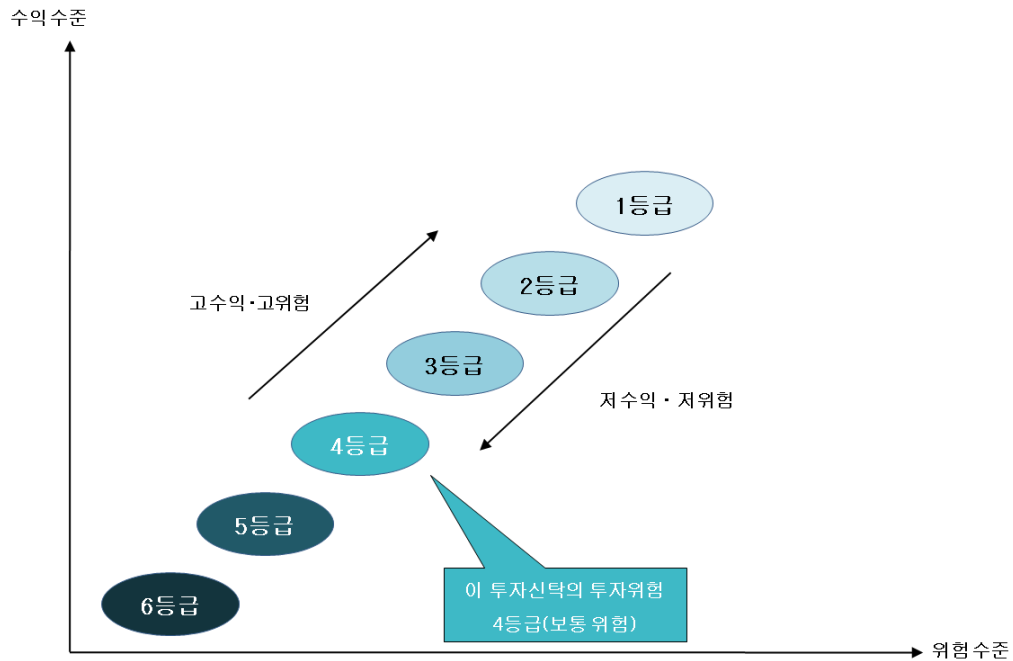 수익수준
1등급
2등급
고수익·고위험
3등급
저수익 · 저위험
4등급
5등급
이 투자신탁의 투자위험
4등급(보통 위험)
6등급
위험수준